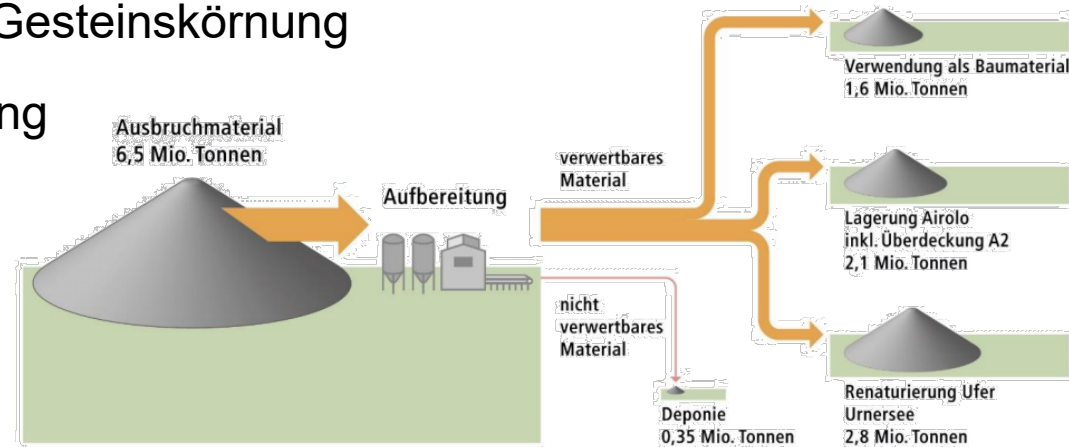 Gesteinskörnung
Ausbruchmaterial
6,5 Mio. Tonnen
Aufbereitung
verwertbares
Material
nicht
verwertbares
Material
Deponie
0,35 Mio. Tonnen
Verwendung als Baumaterial
1,6 Mio. Tonnen
Lagerung Airolo
inkl. Überdeckung A2
2,1 Mio. Tonnen
Renaturierung Ufer
Urnersee
2,8 Mio. Tonnen